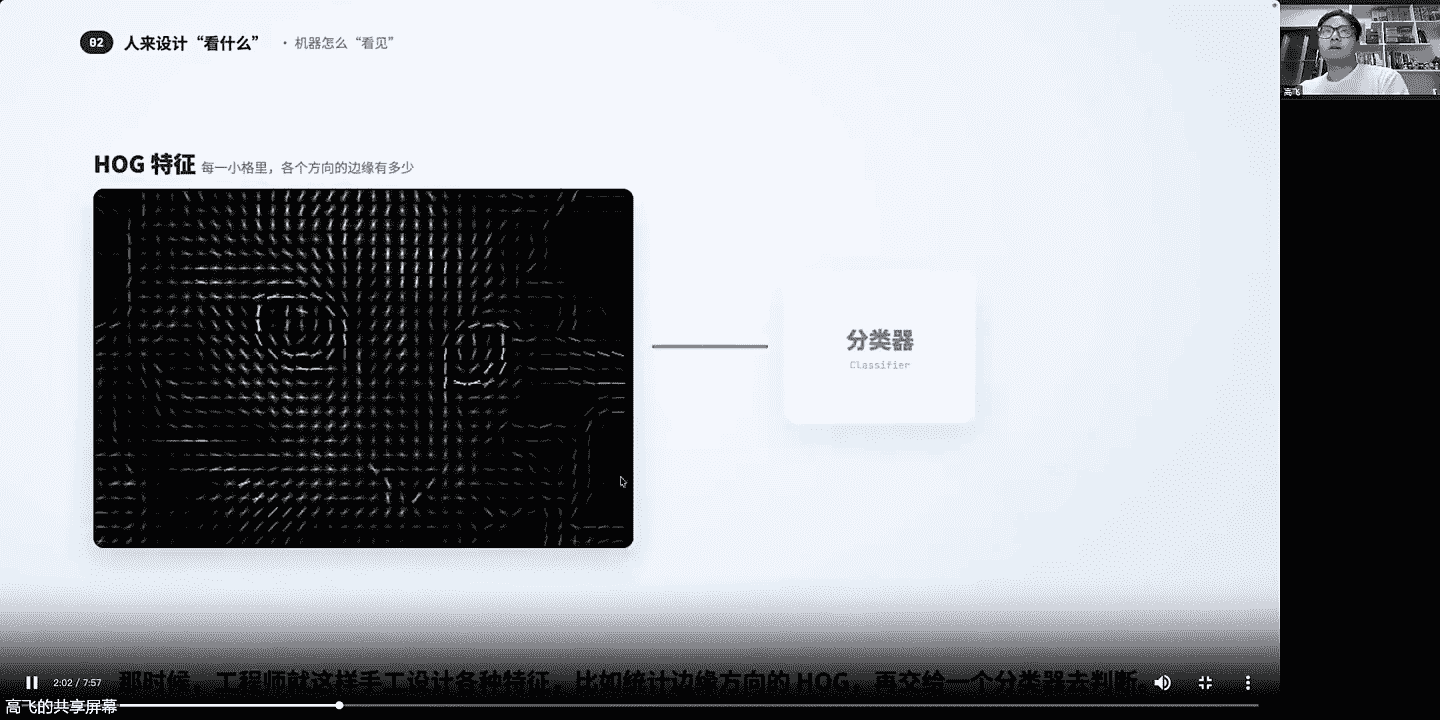 02 人来设计“看什么” · 机器怎么“看见”
高飞
HOG 特征 每一小格里，各个方向的边缘有多少
分类器
Classifier
那时候，工程师就这样手工设计各种特征，比如统计边缘方向的 HOG，再交给一个分类器去判断。
2:02 / 7:57
高飞的共享屏幕